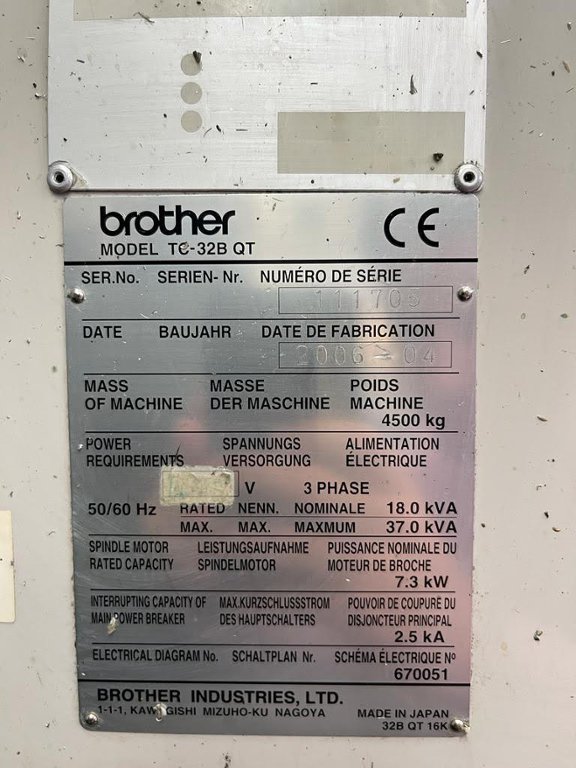 brother
CE
MODEL TC-32B QT
SER.No. SERIEN- Nr. NUMÉRO DE SÉRIE
111705
DATE BAUJAHR DATE DE FABRICATION
2006-04
MASS MASSE POIDS
OF MACHINE DER MASCHINE MACHINE
4500 kg
POWER SPANNUNGS ALIMENTATION
REQUIREMENTS VERSORGUNG ÉLECTRIQUE
V 3 PHASE
50/60 Hz RATED NENN. NOMINALE 18.0 kVA
MAX. MAX. MAXMUM 37.0 kVA
SPINDLE MOTOR LEISTUNGSAUFNAHME PUISSANCE NOMINALE DU
RATED CAPACITY SPINDELMOTOR MOTEUR DE BROCHE
7.3 kW
INTERRUPTING CAPACITY OF MAX.KURZSCHLUSSTROM POUVOIR DE COUPURE DU
MAIN POWER BREAKER DES HAUPTSCHALTERS DISJONCTEUR PRINCIPAL
2.5 kA
ELECTRICAL DIAGRAM No. SCHALTPLAN Nr. SCHÉMA ÉLECTRIQUE Nº
670051
BROTHER INDUSTRIES, LTD.
1-1-1, KAWAGISHI MIZUHO-KU NAGOYA MADE IN JAPAN
32B QT 16K